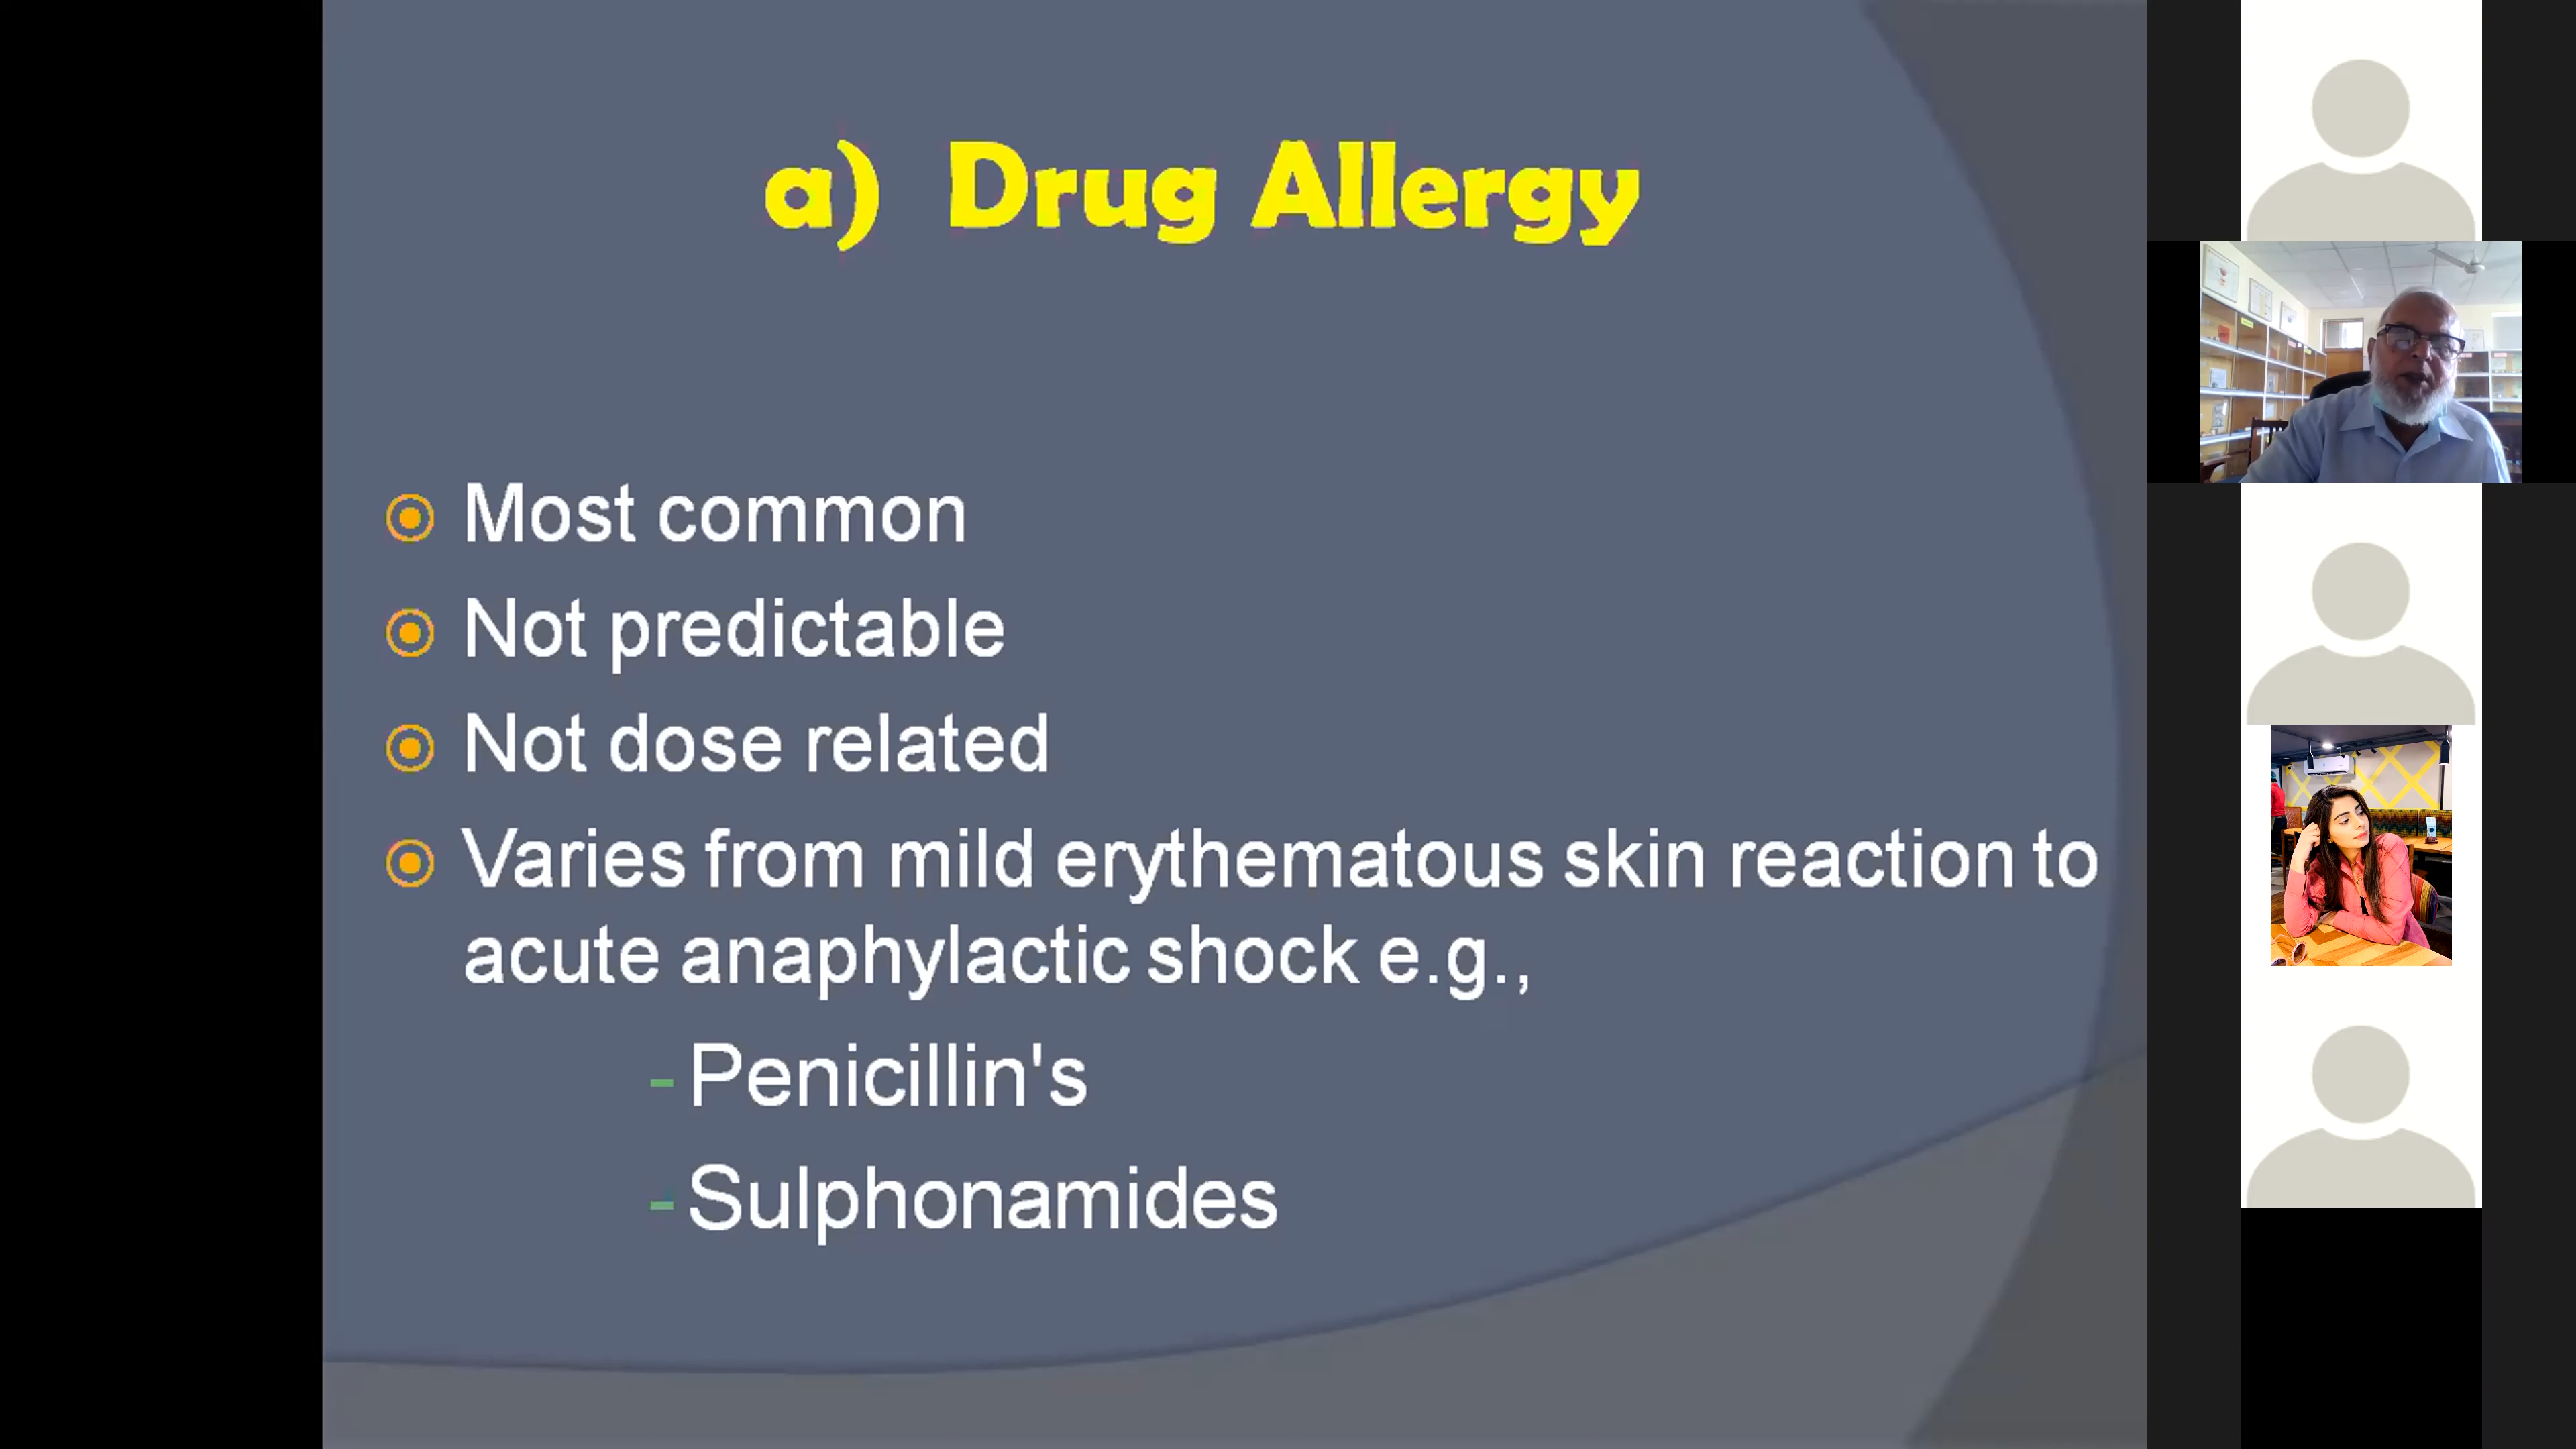 a) Drug Allergy
Most common
Not predictable
Not dose related
Varies from mild erythematous skin reaction to
acute anaphylactic shock e.g.,
- Penicillin's
- Sulphonamides